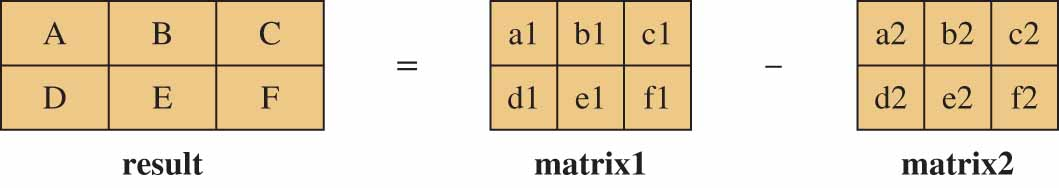 A B C = a1 b1 c1 – a2 b2 c2
D E F d1 e1 f1 d2 e2 f2
result matrix1 matrix2